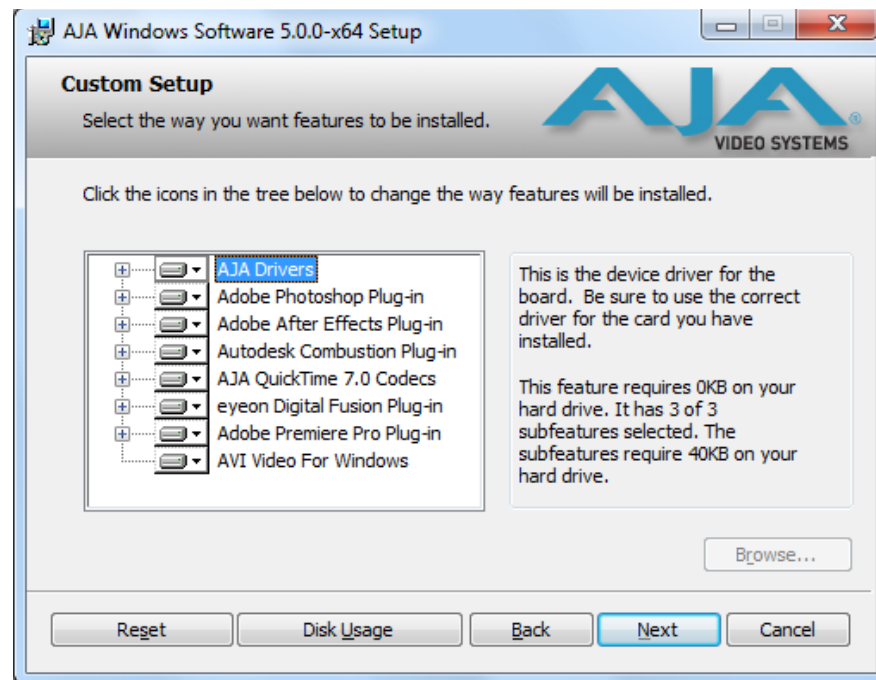 AJA Windows Software 5.0.0-x64 Setup
Custom Setup
Select the way you want features to be installed.
AJA®
VIDEO SYSTEMS
Click the icons in the tree below to change the way features will be installed.
AJA Drivers
Adobe Photoshop Plug-in
Adobe After Effects Plug-in
Autodesk Combustion Plug-in
AJA QuickTime 7.0 Codecs
eyeon Digital Fusion Plug-in
Adobe Premiere Pro Plug-in
AVI Video For Windows
This is the device driver for the
board. Be sure to use the correct
driver for the card you have
installed.
This feature requires 0KB on your
hard drive. It has 3 of 3
subfeatures selected. The
subfeatures require 40KB on your
hard drive.
Browse...
Reset
Disk Usage
Back
Next
Cancel